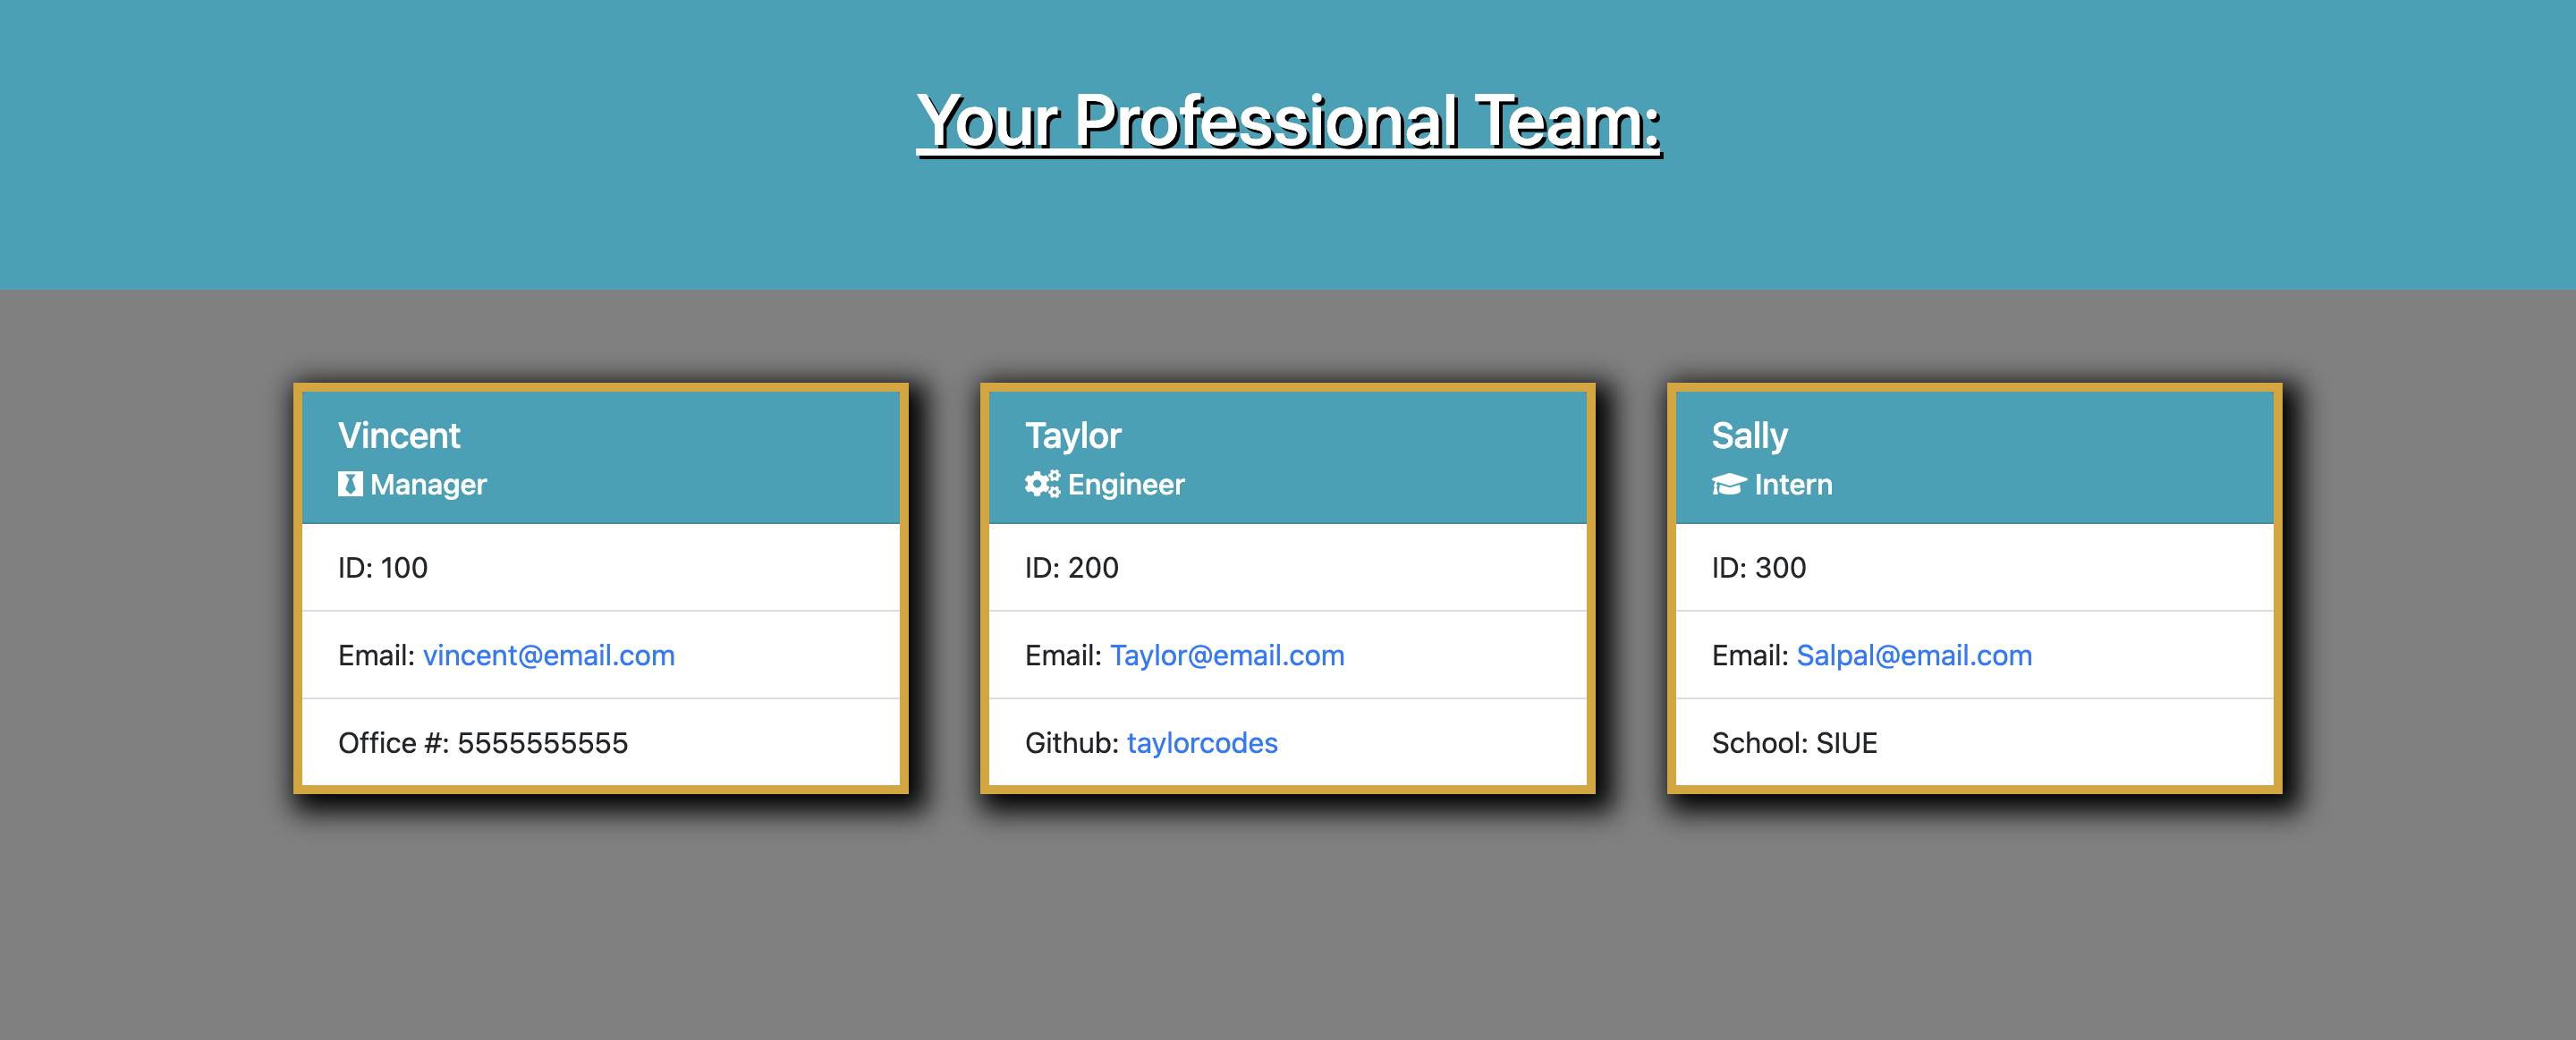 Your Professional Team:
Vincent
Manager
ID: 100
Email: vincent@email.com
Office #: 5555555555
Taylor
Engineer
ID: 200
Email: Taylor@email.com
Github: taylorcodes
Sally
Intern
ID: 300
Email: Salpal@email.com
School: SIUE